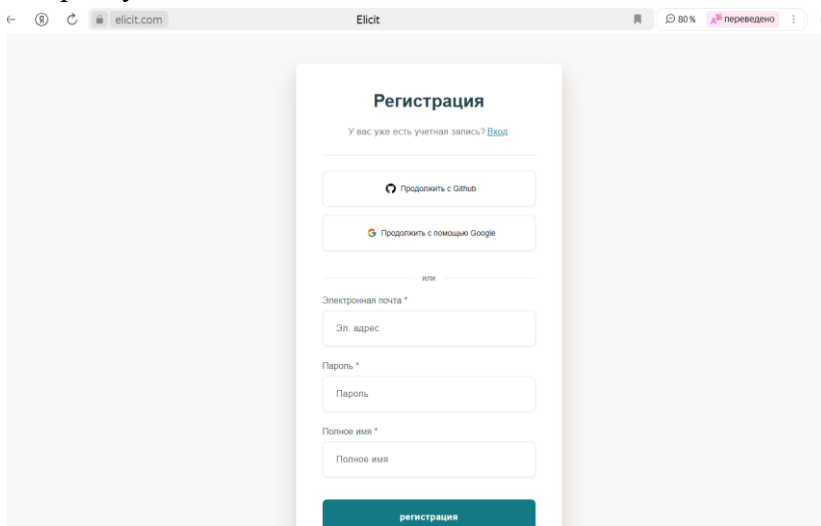 elicit.com Elicit 80 % переведено
Регистрация
У вас уже есть учетная запись? Вход
Продолжить с Github
Продолжить с помощью Google
или
Электронная почта *
Эл. адрес
Пароль *
Пароль
Полное имя *
Полное имя
регистрация